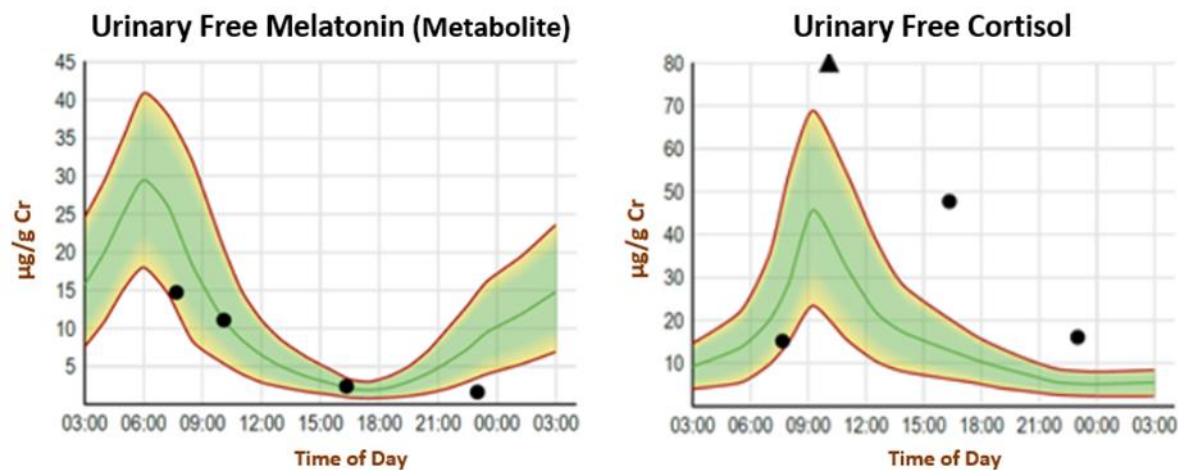 Urinary Free Melatonin (Metabolite)
45
40
35
30
25
20
15
10
5
µg/g Cr
03:00 06:00 09:00 12:00 15:00 18:00 21:00 00:00 03:00
Time of Day
Urinary Free Cortisol
80
70
60
50
40
30
20
10
µg/g Cr
03:00 06:00 09:00 12:00 15:00 18:00 21:00 00:00 03:00
Time of Day